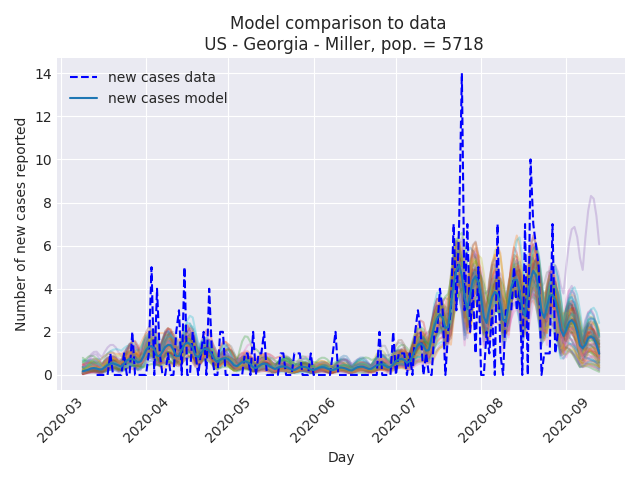 Model comparison to data
US - Georgia - Miller, pop. = 5718
new cases data
new cases model
Number of new cases reported
14
12
10
8
6
4
2
0
2020-03
2020-04
2020-05
2020-06
2020-07
2020-08
2020-09
Day